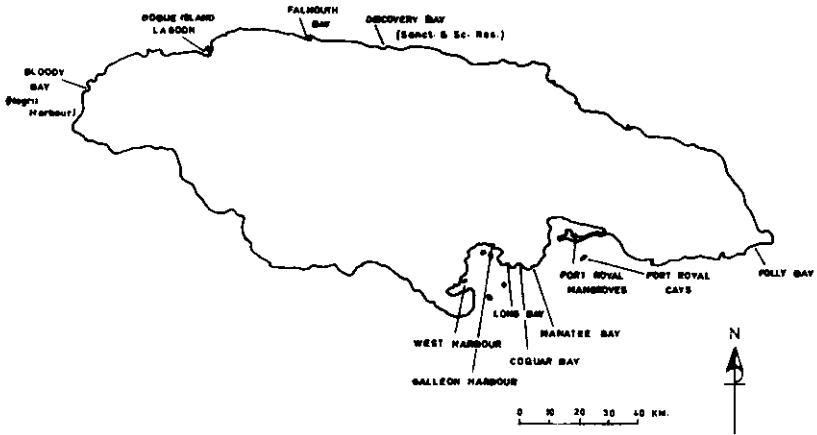 BOGUE ISLAND
LAGOON
FALMOUTH
BAY
DISCOVERY BAY
(Sanct. & Sc. Res.)
BLOODY
BAY
(Negril
Harbour)
FOLLY BAY
PORT ROYAL
MANGROVES
PORT ROYAL
CAYS
LONG BAY
MANATEE BAY
WEST HARBOUR
COQUAR BAY
GALLEON HARBOUR
N
0 10 20 30 40 KM.